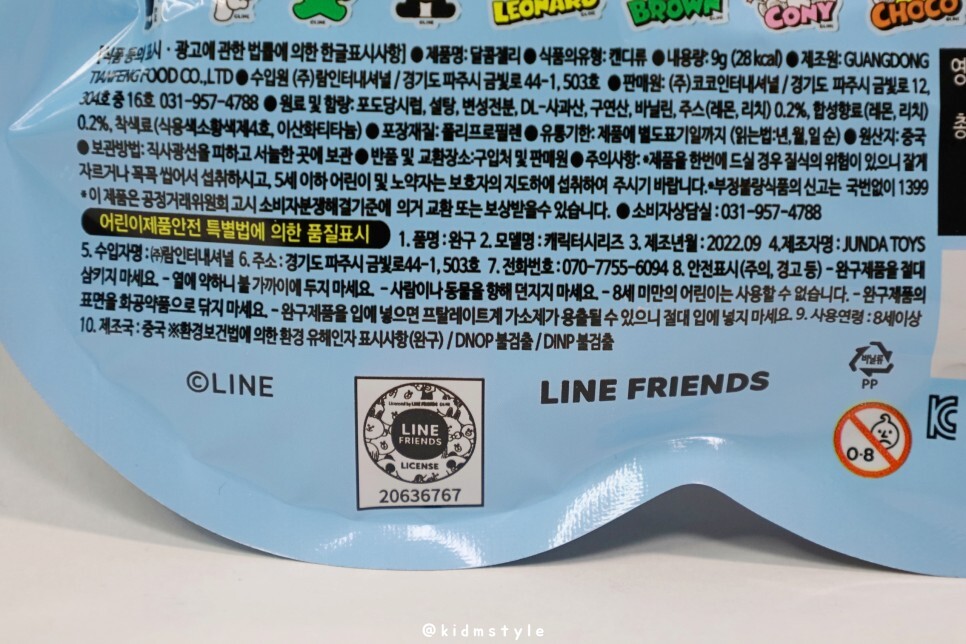 ©LINE ©LINE ©LINE LEONARD BROWN CONY CHOCO
[식품 등의 표시 · 광고에 관한 법률에 의한 한글표시사항] ● 제품명: 달콤젤리 ● 식품의유형: 캔디류 ● 내용량: 9g (28 kcal) ● 제조원: GUANGDONG
TIANFENG FOOD CO.,LTD ● 수입원 (주)람인터내셔널 / 경기도 파주시 금빛로 44-1, 503호 ● 판매원: (주)코코인터내셔널 / 경기도 파주시 금빛로 12,
304호 중 16호 031-957-4788 ● 원료 및 함량: 포도당시럽, 설탕, 변성전분, DL-사과산, 구연산, 바닐린, 주스(레몬, 리치) 0.2%, 합성향료(레몬, 리치)
0.2%, 착색료(식용색소황색제4호, 이산화티타늄) ● 포장재질: 폴리프로필렌 ● 유통기한: 제품에 별도표기일까지 (읽는법:년,월,일 순) ● 원산지: 중국
● 보관방법: 직사광선을 피하고 서늘한 곳에 보관 ● 반품 및 교환장소:구입처 및 판매원 ● 주의사항: •제품을 한번에 드실 경우 질식의 위험이 있으니 잘게
자르거나 꼭꼭 씹어서 섭취하시고, 5세 이하 어린이 및 노약자는 보호자의 지도하에 섭취하여 주시기 바랍니다.•부정불량식품의 신고는 국번없이 1399
• 이 제품은 공정거래위원회 고시 소비자분쟁해결기준에 의거 교환 또는 보상받을수 있습니다. ● 소비자상담실 : 031-957-4788
어린이제품안전 특별법에 의한 품질표시 1. 품명 : 완구 2. 모델명 : 캐릭터시리즈 3. 제조년월 : 2022.09 4.제조자명 : JUNDA TOYS
5. 수입자명 : ㈜람인터내셔널 6. 주소 : 경기도 파주시 금빛로44-1, 503호 7. 전화번호 : 070-7755-6094 8. 안전표시(주의, 경고 등) - 완구제품을 절대
삼키지 마세요. - 열에 약하니 불 가까이에 두지 마세요. - 사람이나 동물을 향해 던지지 마세요. - 8세 미만의 어린이는 사용할 수 없습니다. - 완구제품의
표면을 화공약품으로 닦지 마세요. - 완구제품을 입에 넣으면 프탈레이트계 가소제가 용출될 수 있으니 절대 입에 넣지 마세요. 9. 사용연령 : 8세이상
10. 제조국 : 중국 ※환경보건법에 의한 환경 유해인자 표시사항(완구) / DNOP 불검출 / DINP 불검출
©LINE
LINE FRIENDS
Licensed by LINE FRIENDS
LINE
FRIENDS
LICENSE
20636767
비닐류
PP
0-8
KC
영
총
@kidmstyle